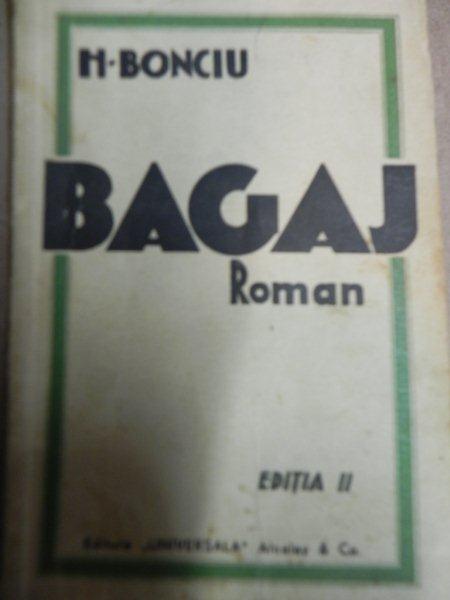 H·BONCIU
BAGAJ
Roman
EDIȚIA II
Editura „UNIVERSALA" Alcalay & Co.